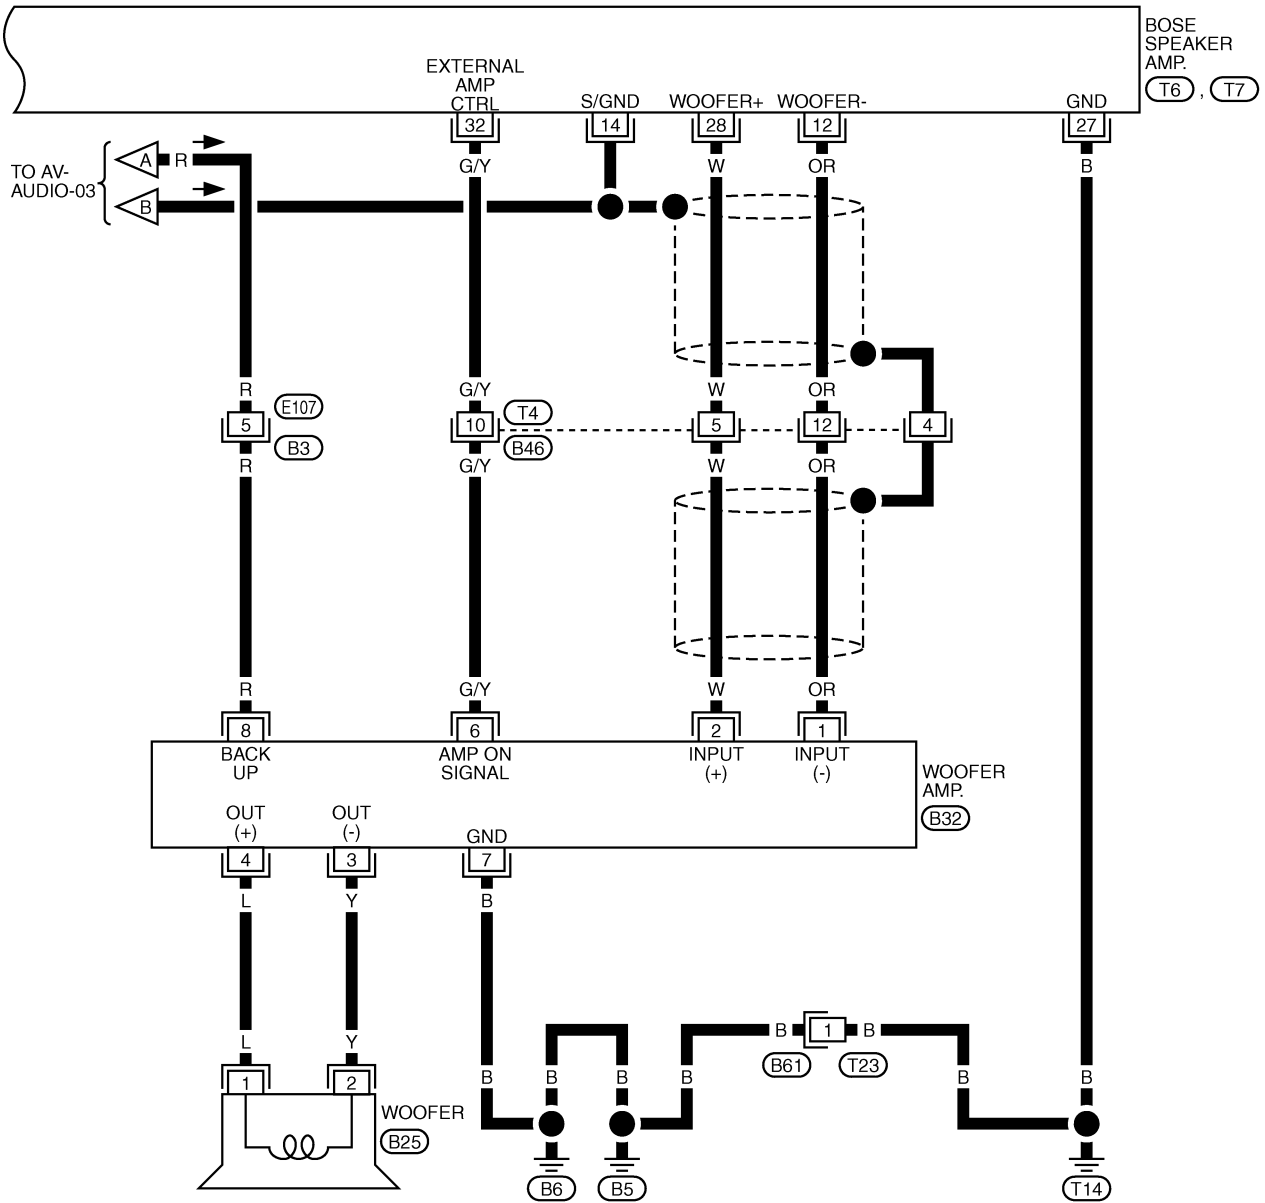 BOSE
SPEAKER
AMP.
T6 , T7
EXTERNAL
AMP
CTRL
S/GND
WOOFER+
WOOFER-
GND
32
14
28
12
27
TO AV-
AUDIO-03
A
R
B
G/Y
W
OR
B
R
G/Y
W
OR
5
E107
B3
10
T4
B46
5
12
4
R
G/Y
W
OR
R
G/Y
W
OR
8
6
2
1
BACK
UP
AMP ON
SIGNAL
INPUT
(+)
INPUT
(-)
WOOFER
AMP.
B32
OUT
(+)
OUT
(-)
GND
4
3
7
L
Y
B
L
Y
B
1
B
B61
T23
B
B
B
B
B
B
1
2
WOOFER
B25
B6
B5
T14